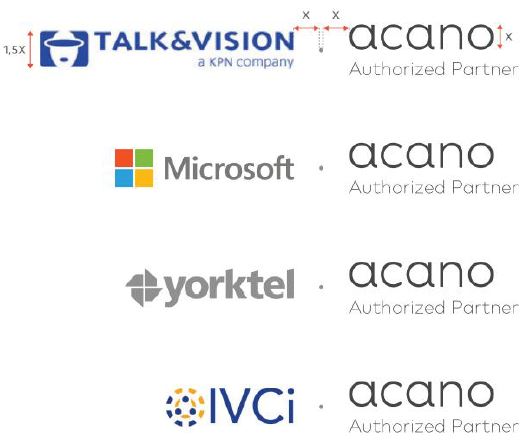 x x
1,5X
TALK&VISION
a KPN company
acano
x
Authorized Partner
Microsoft
acano
Authorized Partner
yorktel
acano
Authorized Partner
IVCi
acano
Authorized Partner